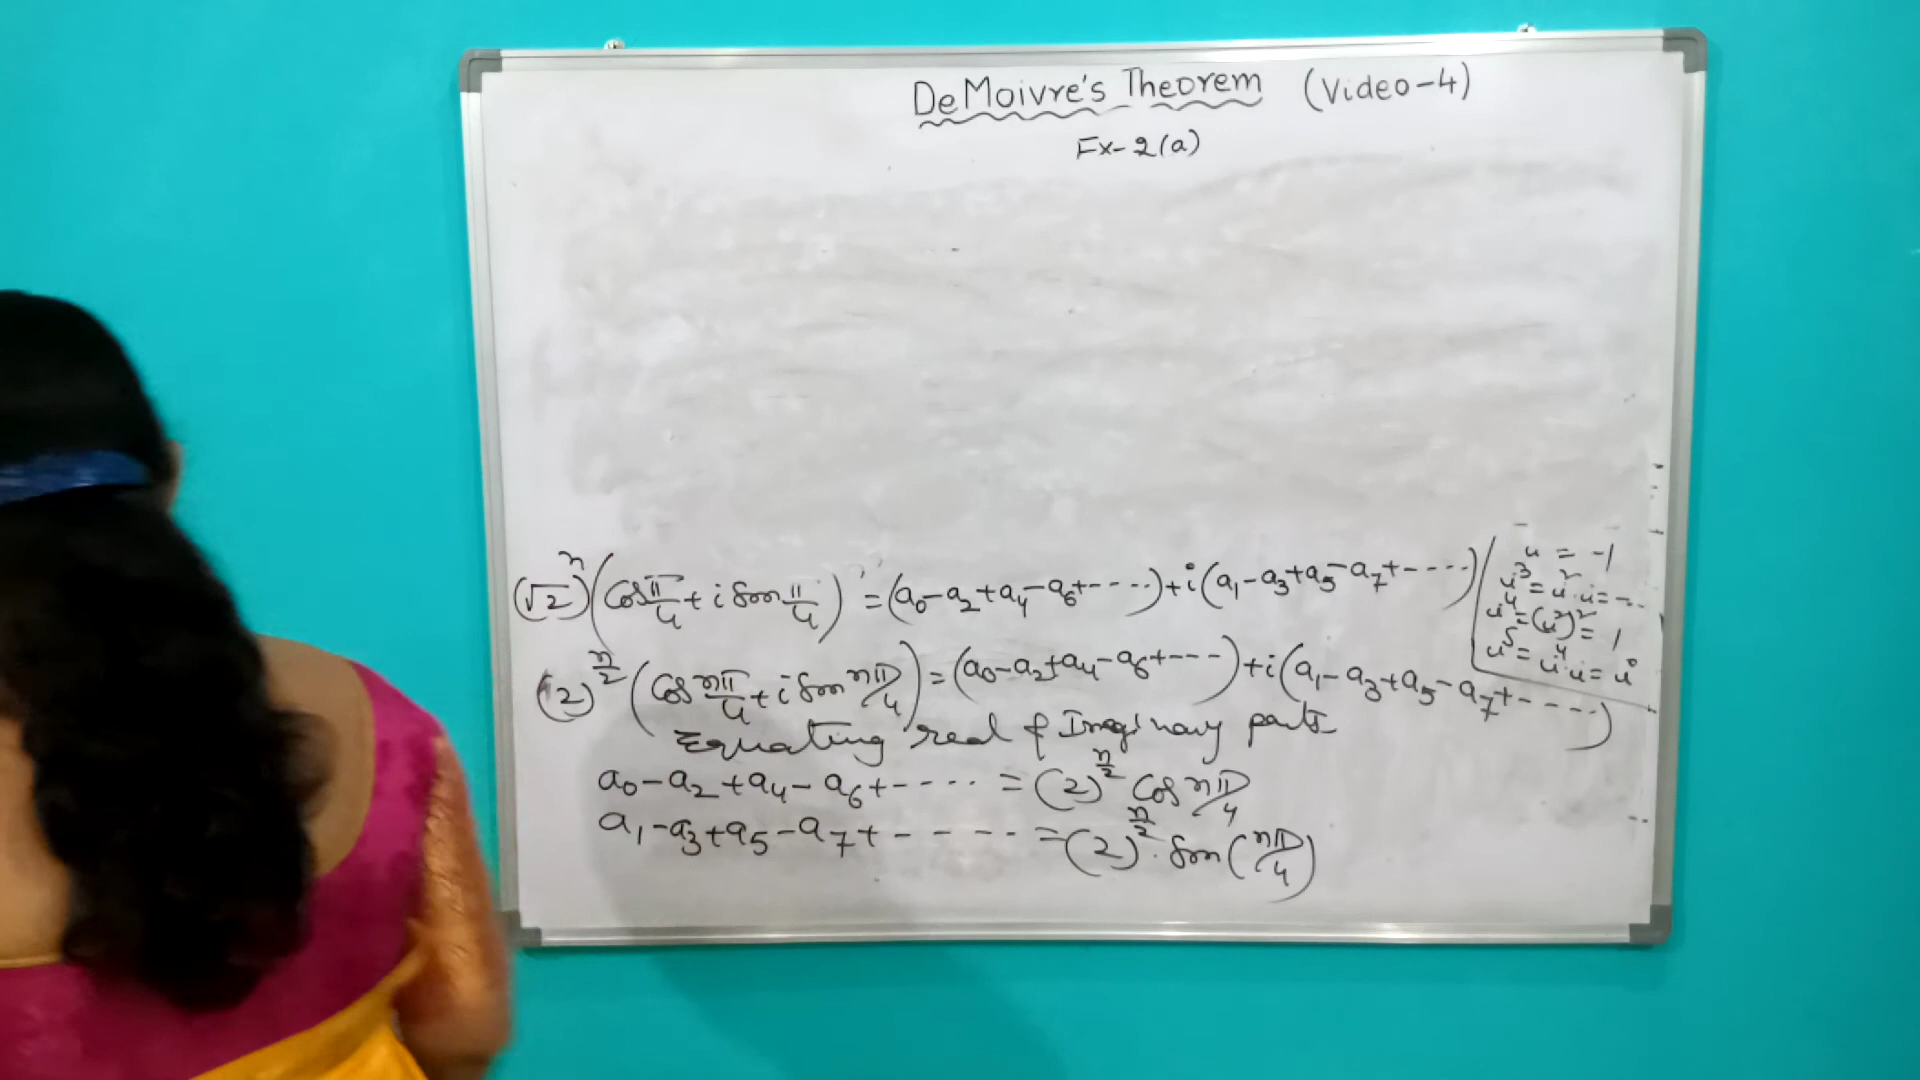 DeMoivre's Theorem (Video-4)
Ex-2(a)
(√2)ⁿ(Cos π/4 + i Sin π/4) = (a₀-a₂+a₄-a₆+----)+i(a₁-a₃+a₅-a₇+----)
i² = -1
i³ = i².i = --
i⁴ = (i²)² = 1
i⁵ = i⁴.i = i
(2)^n/2 (Cos nπ/4 + i Sin nπ/4) = (a₀-a₂+a₄-a₆+---)+i(a₁-a₃+a₅-a₇+----)
Equating real & Imaginary parts
a₀-a₂+a₄-a₆+---- = (2)^n/2 Cos nπ/4
a₁-a₃+a₅-a₇+---- = (2)^n/2 . Sin(nπ/4)